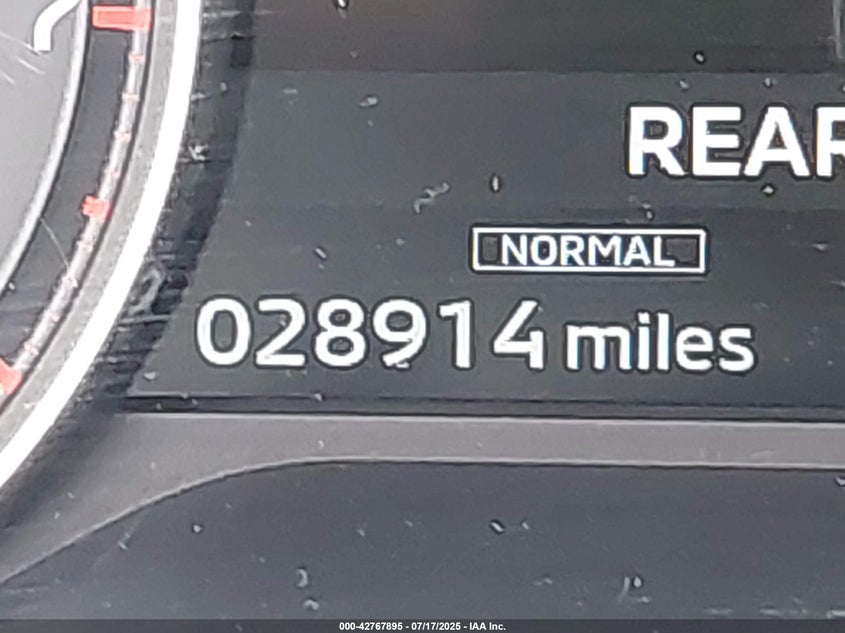 REAR
NORMAL
028914 miles
000-42767895 - 07/17/2025 - IAA Inc.